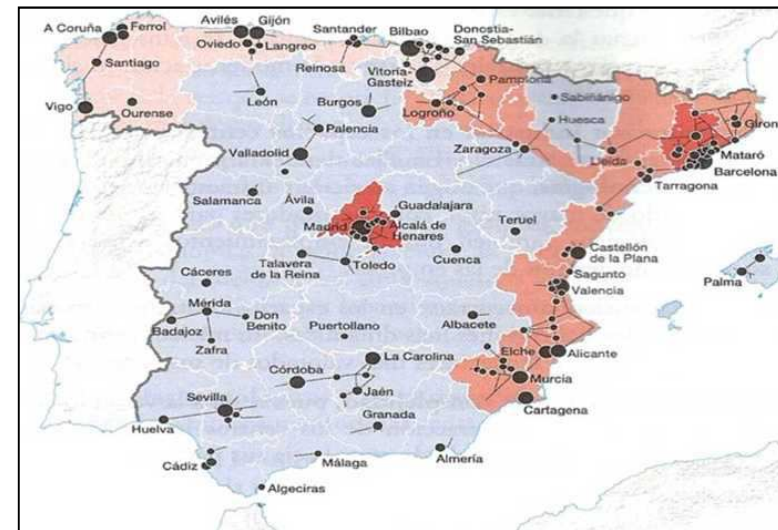 A Coruña
Ferrol
Avilés
Gijón
Santander
Bilbao
Donostia-
San Sebastián
Oviedo
Langreo
Santiago
Reinosa
Vitoria-
Gasteiz
Pamplona
Vigo
Ourense
León
Burgos
Logroño
Sabiñánigo
Huesca
Giron
Palencia
Valladolid
Zaragoza
Lleida
Mataró
Barcelona
Tarragona
Salamanca
Ávila
Guadalajara
Madrid
Alcalá de
Henares
Teruel
Talavera
de la Reina
Toledo
Cuenca
Castellón
de la Plana
Sagunto
Valencia
Palma
Cáceres
Mérida
Badajoz
Don
Benito
Zafra
Puertollano
Albacete
La Carolina
Elche
Alicante
Córdoba
Jaén
Murcia
Cartagena
Sevilla
Huelva
Granada
Cádiz
Málaga
Almería
Algeciras